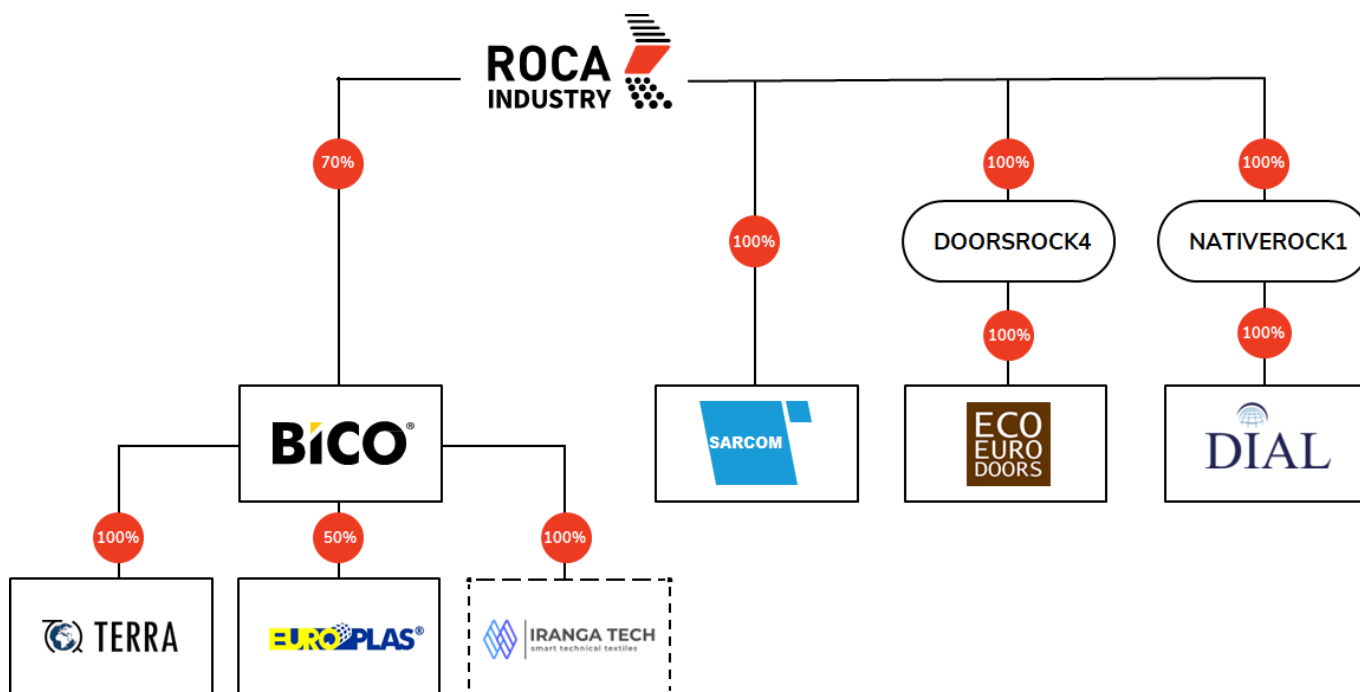 ROCA
INDUSTRY
70%
100%
100%
100%
DOORSROCK4
NATIVEROCK1
100%
100%
BiCO®
SARCOM
ECO
EURO
DOORS
DIAL
100%
50%
100%
TERRA
EUROPLAS®
IRANGA TECH
smart technical textiles